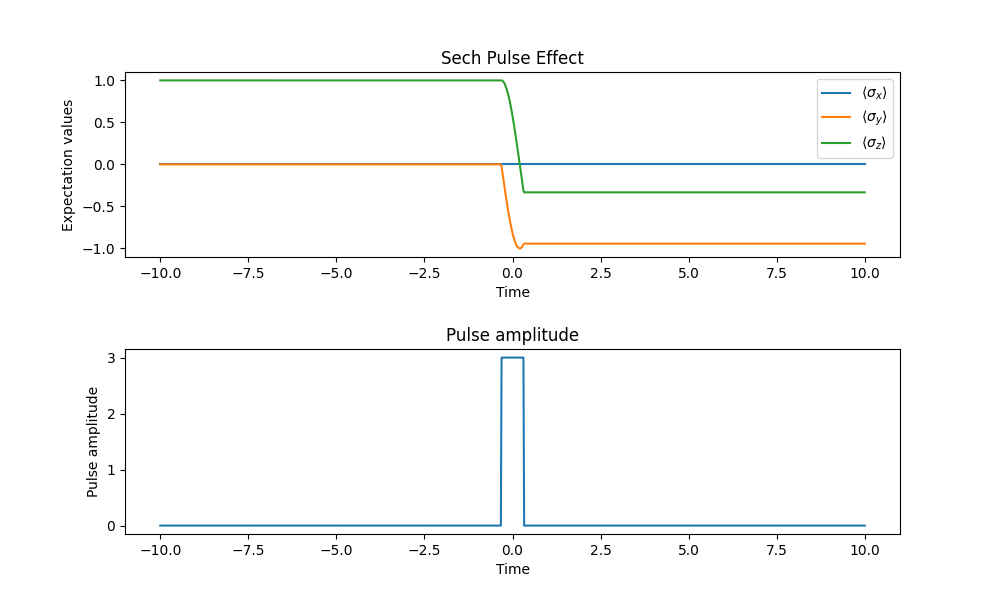 Sech Pulse Effect
Expectation values
1.0
0.5
0.0
−0.5
−1.0
⟨σₓ⟩
⟨σᵧ⟩
⟨σ_z⟩
−10.0 −7.5 −5.0 −2.5 0.0 2.5 5.0 7.5 10.0
Time
Pulse amplitude
Pulse amplitude
3
2
1
0
−10.0 −7.5 −5.0 −2.5 0.0 2.5 5.0 7.5 10.0
Time